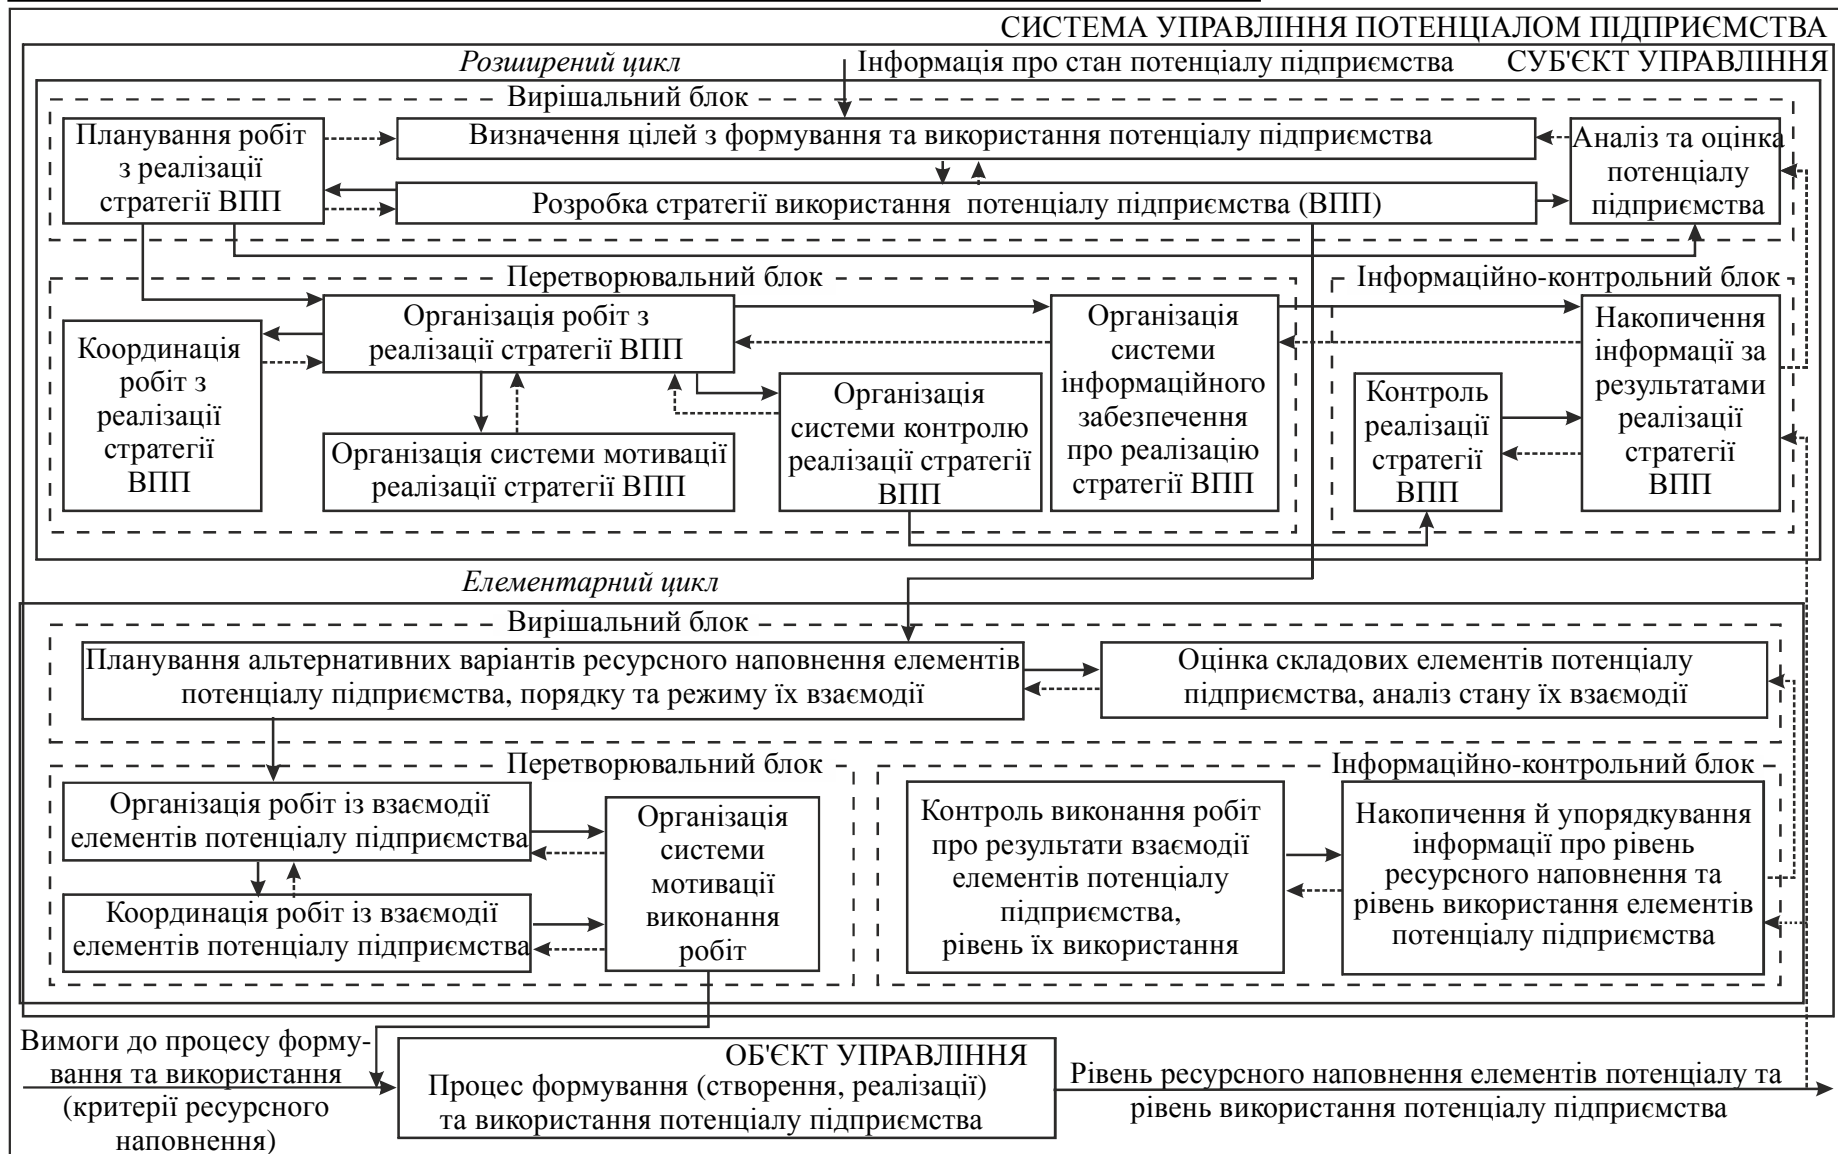 СИСТЕМА УПРАВЛІННЯ ПОТЕНЦІАЛОМ ПІДПРИЄМСТВА
СУБ'ЄКТ УПРАВЛІННЯ
Розширений цикл
Інформація про стан потенціалу підприємства
Вирішальний блок
Планування робіт
з реалізації
стратегії ВПП
Визначення цілей з формування та використання потенціалу підприємства
Розробка стратегії використання потенціалу підприємства (ВПП)
Аналіз та оцінка
потенціалу
підприємства
Перетворювальний блок
Координація
робіт з
реалізації
стратегії
ВПП
Організація робіт з
реалізації стратегії ВПП
Організація системи мотивації
реалізації стратегії ВПП
Організація
системи контролю
реалізації стратегії
ВПП
Організація
системи
інформаційного
забезпечення
про реалізацію
стратегії ВПП
Інформаційно-контрольний блок
Контроль
реалізації
стратегії
ВПП
Накопичення
інформації за
результатами
реалізації
стратегії
ВПП
Елементарний цикл
Вирішальний блок
Планування альтернативних варіантів ресурсного наповнення елементів
потенціалу підприємства, порядку та режиму їх взаємодії
Оцінка складових елементів потенціалу
підприємства, аналіз стану їх взаємодії
Перетворювальний блок
Організація робіт із взаємодії
елементів потенціалу підприємства
Координація робіт із взаємодії
елементів потенціалу підприємства
Організація
системи
мотивації
виконання
робіт
Інформаційно-контрольний блок
Контроль виконання робіт
про результати взаємодії
елементів потенціалу
підприємства,
рівень їх використання
Накопичення й упорядкування
інформації про рівень
ресурсного наповнення та
рівень використання елементів
потенціалу підприємства
Вимоги до процесу форму-
вання та використання
(критерії ресурсного
наповнення)
ОБ'ЄКТ УПРАВЛІННЯ
Процес формування (створення, реалізації)
та використання потенціалу підприємства
Рівень ресурсного наповнення елементів потенціалу та
рівень використання потенціалу підприємства